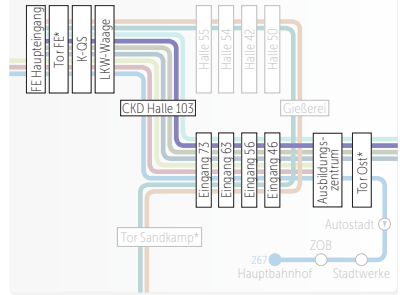 FE Haupteingang
Tor FE*
K-QS
LKW-Waage
Halle 55
Halle 54
Halle 42
Halle 50
CKD Halle 103
Gießerei
Eingang 73
Eingang 63
Eingang 56
Eingang 46
Ausbildungs-
zentrum
Tor Ost*
Tor Sandkamp*
Autostadt
ZOB
267
Hauptbahnhof
Stadtwerke